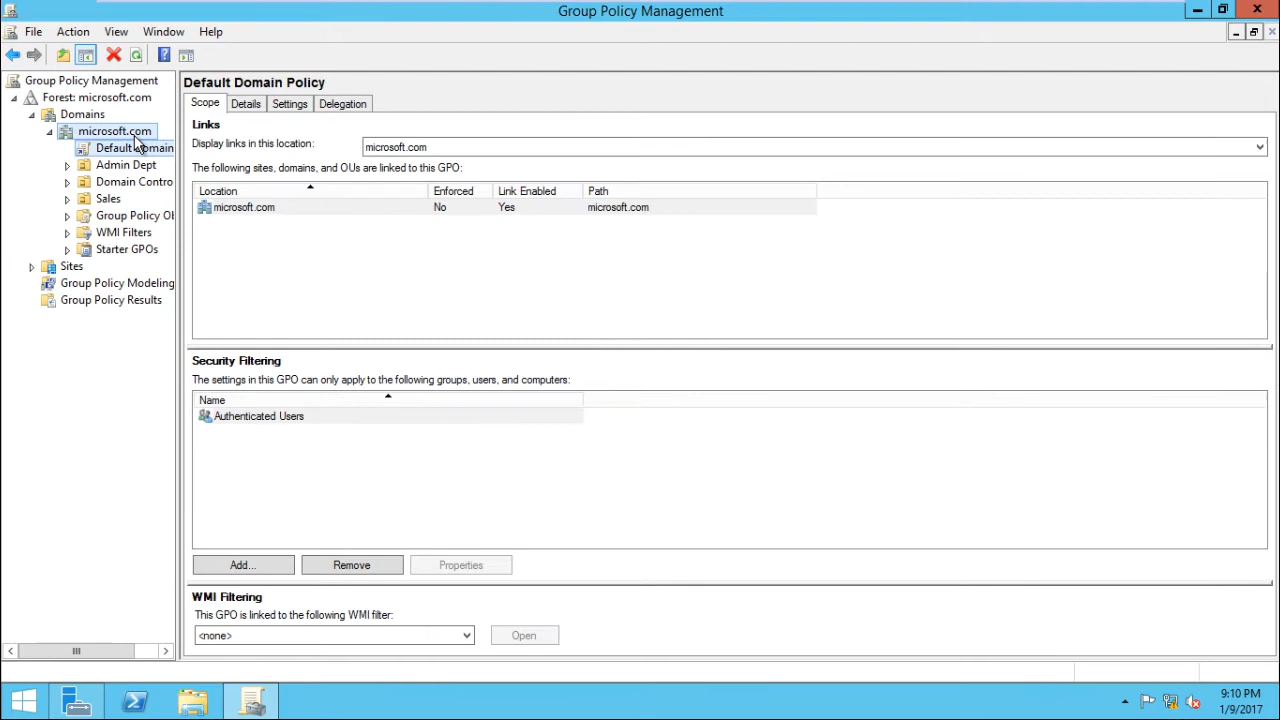 Group Policy Management
File Action View Window Help
Group Policy Management
Forest: microsoft.com
Domains
microsoft.com
Default Domain
Admin Dept
Domain Contro
Sales
Group Policy Ob
WMI Filters
Starter GPOs
Sites
Group Policy Modeling
Group Policy Results
Default Domain Policy
Scope Details Settings Delegation
Links
Display links in this location: microsoft.com
The following sites, domains, and OUs are linked to this GPO:
Location Enforced Link Enabled Path
microsoft.com No Yes microsoft.com
Security Filtering
The settings in this GPO can only apply to the following groups, users, and computers:
Name
Authenticated Users
Add... Remove Properties
WMI Filtering
This GPO is linked to the following WMI filter:
<none> Open
9:10 PM
1/9/2017